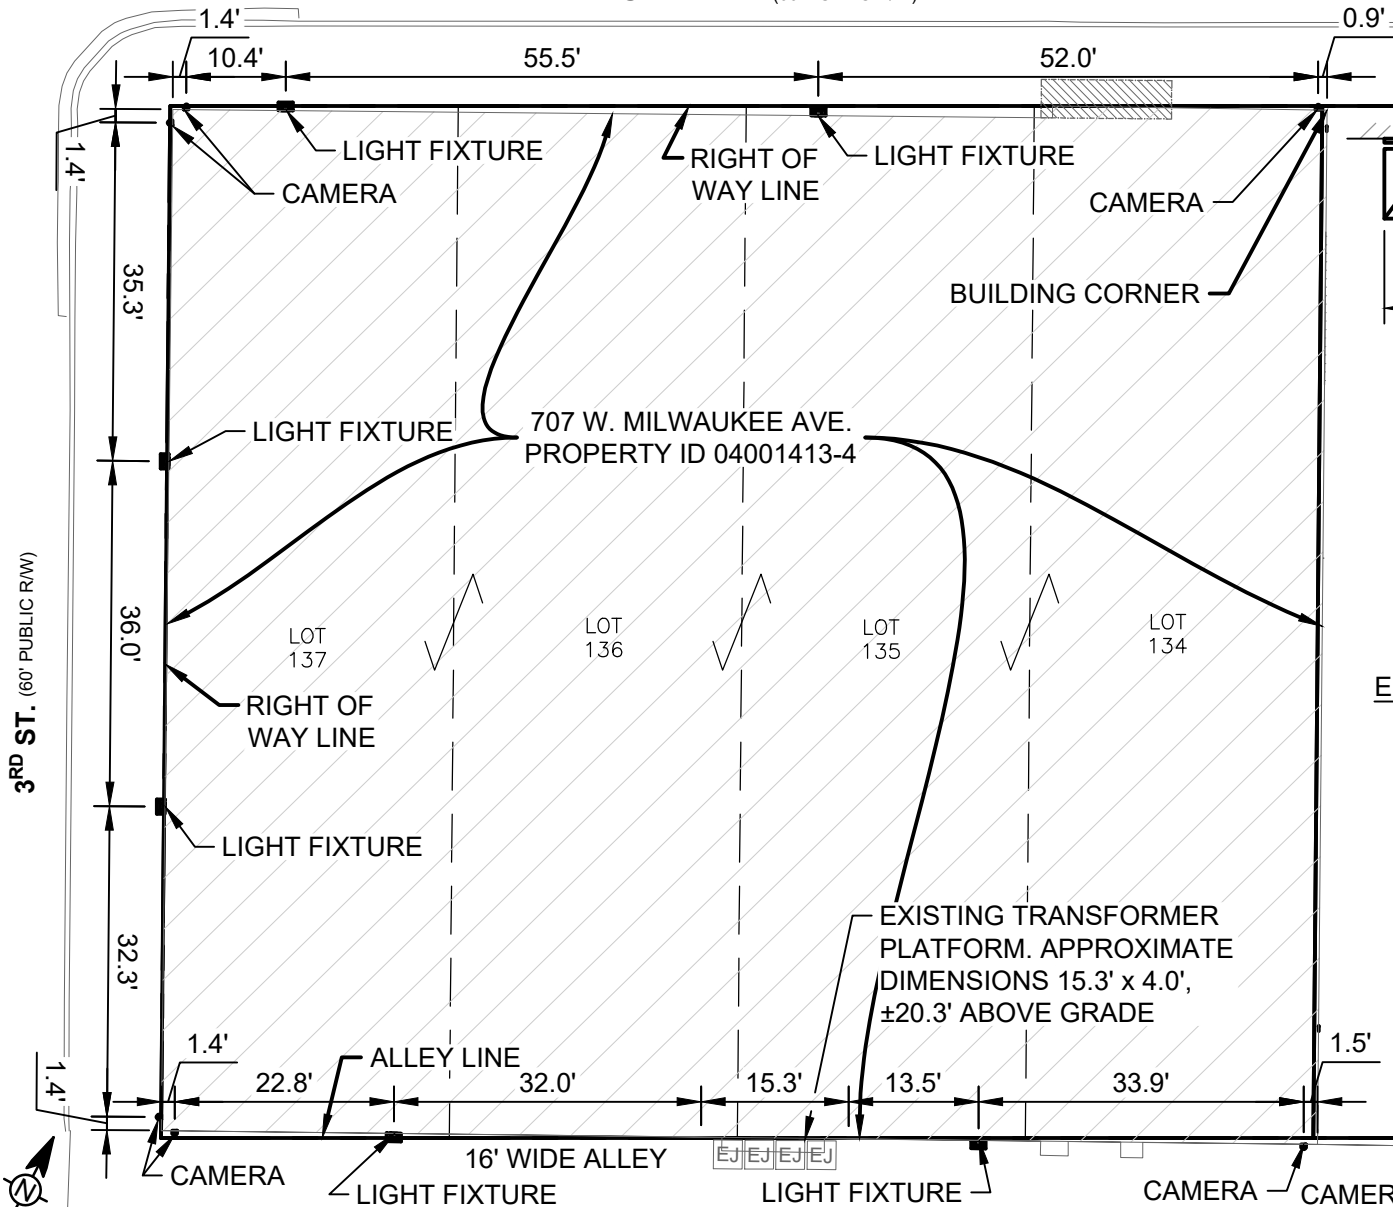 1.4'
0.9'
10.4'
55.5'
52.0'
1.4'
LIGHT FIXTURE
RIGHT OF
WAY LINE
LIGHT FIXTURE
CAMERA
CAMERA
35.3'
BUILDING CORNER
LIGHT FIXTURE
707 W. MILWAUKEE AVE.
PROPERTY ID 04001413-4
3RD ST. (60' PUBLIC R/W)
36.0'
LOT
137
LOT
136
LOT
135
LOT
134
RIGHT OF
WAY LINE
LIGHT FIXTURE
EXISTING TRANSFORMER
PLATFORM. APPROXIMATE
DIMENSIONS 15.3' x 4.0',
±20.3' ABOVE GRADE
32.3'
1.4'
1.4'
ALLEY LINE
22.8'
32.0'
15.3'
13.5'
33.9'
1.5'
16' WIDE ALLEY
EJ EJ EJ EJ
CAMERA
LIGHT FIXTURE
LIGHT FIXTURE
CAMERA
N